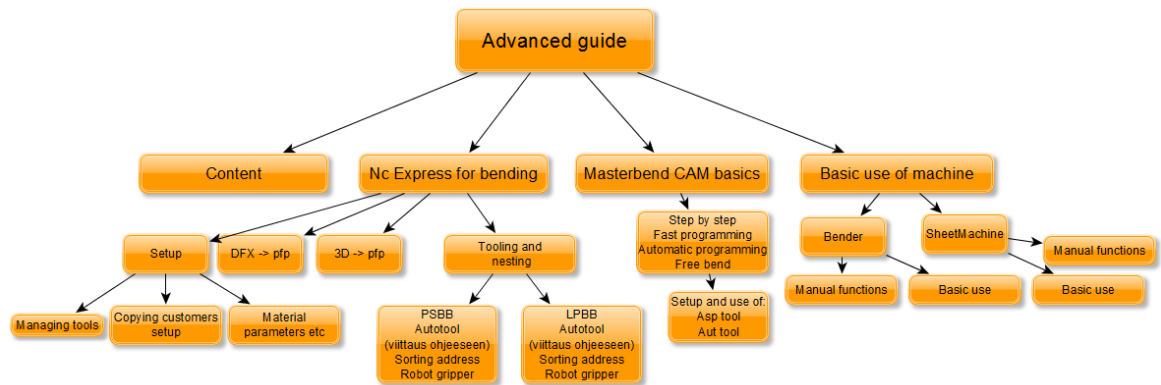 Advanced guide
Content
Nc Express for bending
Masterbend CAM basics
Basic use of machine
Setup
DFX -> pfp
3D -> pfp
Tooling and
nesting
Step by step
Fast programming
Automatic programming
Free bend
Bender
SheetMachine
Manual functions
Managing tools
Copying customers
setup
Material
parameters etc
PSBB
Autotool
(viittaus ohjeeseen)
Sorting address
Robot gripper
LPBB
Autotool
(viittaus ohjeeseen)
Sorting address
Robot gripper
Setup and use of:
Asp tool
Aut tool
Manual functions
Basic use
Basic use